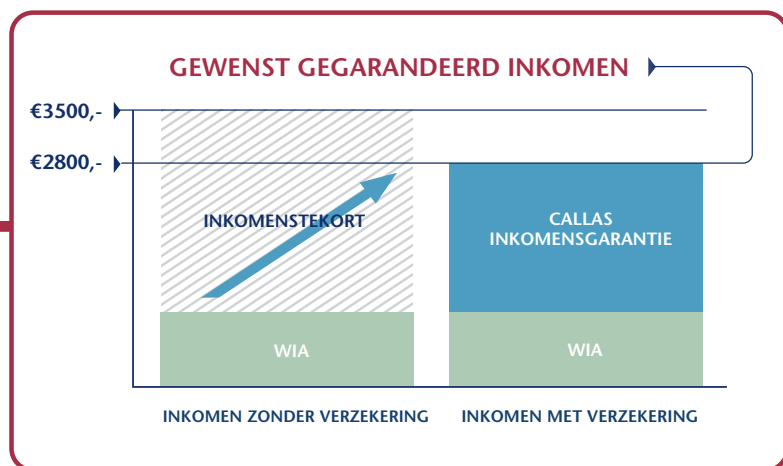 GEWENST GEGARANDEERD INKOMEN
€3500,-
€2800,-
INKOMENSTEKORT
CALLAS
INKOMENSGARANTIE
WIA
WIA
INKOMEN ZONDER VERZEKERING
INKOMEN MET VERZEKERING